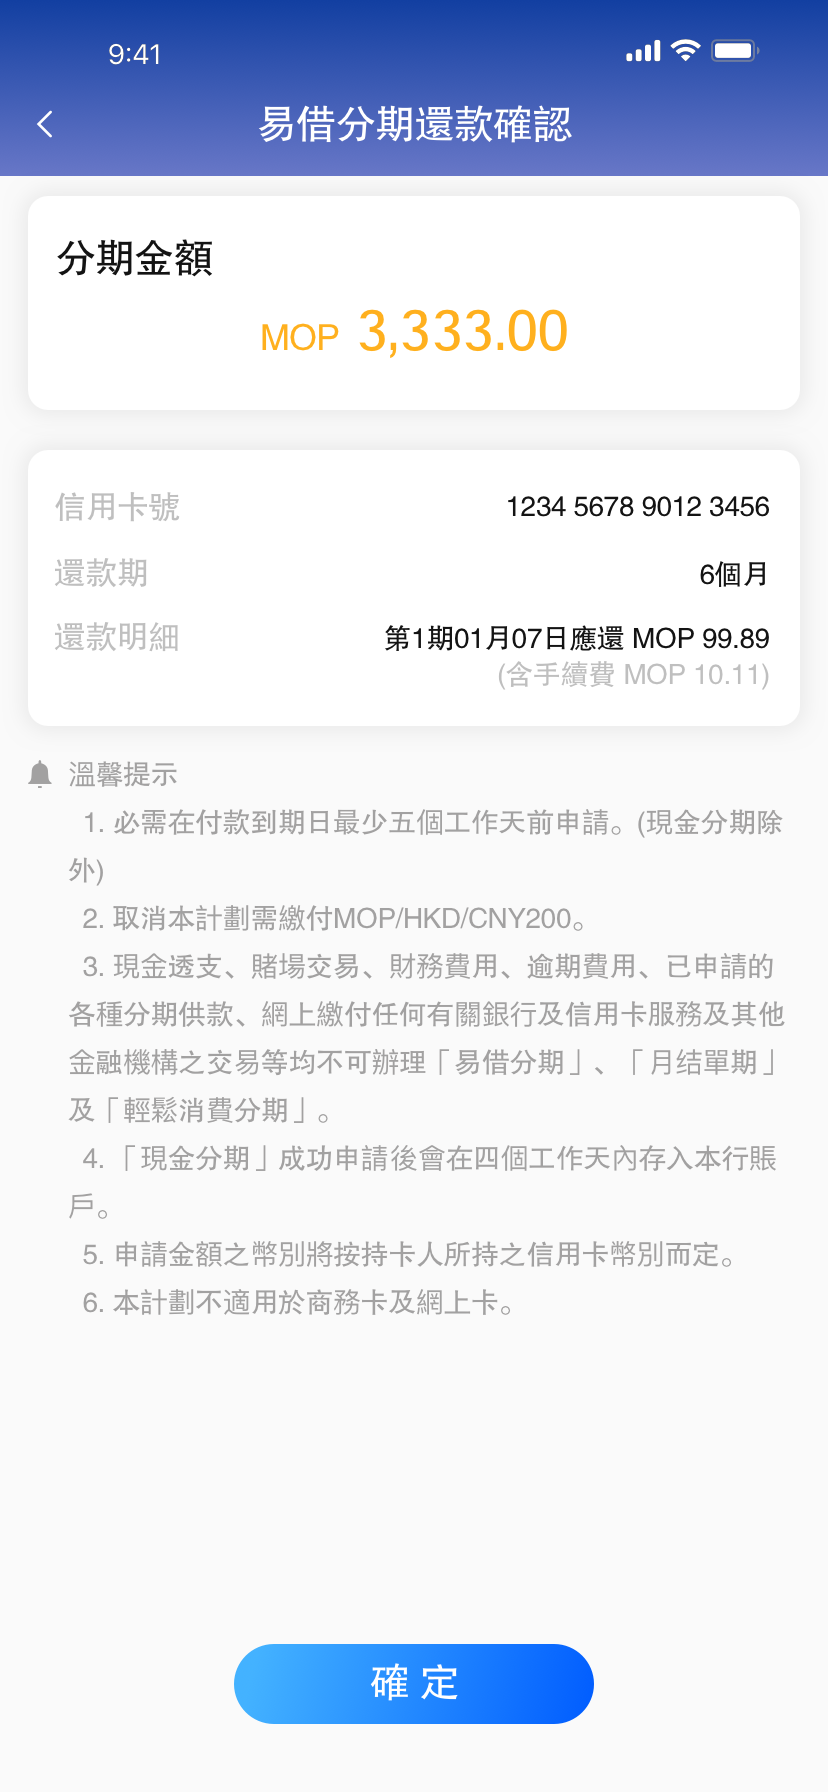 9:41
易借分期還款確認
分期金額
MOP 3,333.00
信用卡號 1234 5678 9012 3456
還款期 6個月
還款明細 第1期01月07日應還 MOP 99.89
(含手續費 MOP 10.11)
溫馨提示
1. 必需在付款到期日最少五個工作天前申請。(現金分期除
外)
2. 取消本計劃需繳付MOP/HKD/CNY200。
3. 現金透支、賭場交易、財務費用、逾期費用、已申請的
各種分期供款、網上繳付任何有關銀行及信用卡服務及其他
金融機構之交易等均不可辦理「易借分期」、「月结單期」
及「輕鬆消費分期」。
4.「現金分期」成功申請後會在四個工作天內存入本行賬
戶。
5. 申請金額之幣別將按持卡人所持之信用卡幣別而定。
6. 本計劃不適用於商務卡及網上卡。
確 定